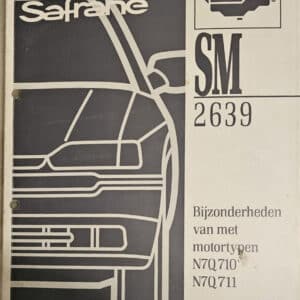 Safrane
SM
2639
Bijzonderheden
van met
motortypen
N7Q710
N7Q711